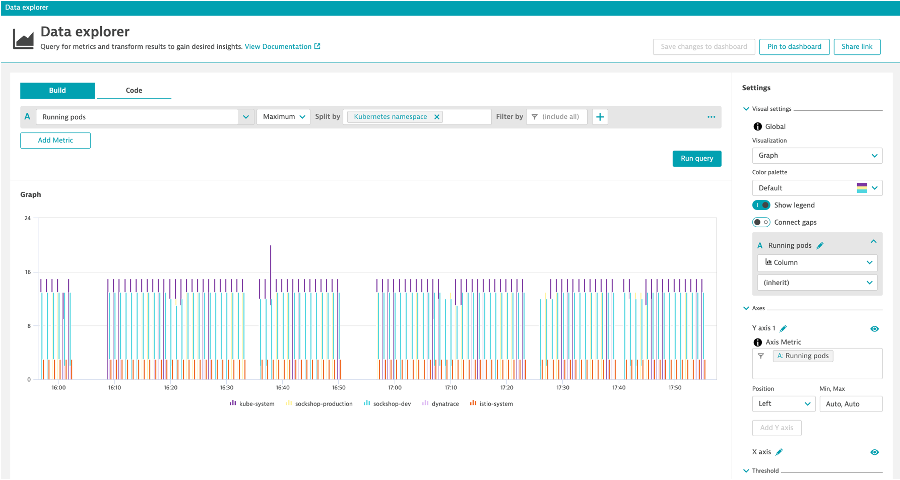 Data explorer
Data explorer
Query for metrics and transform results to gain desired insights. View Documentation
Save changes to dashboard
Pin to dashboard
Share link
Build
Code
A
Running pods
Maximum
Split by
Kubernetes namespace
Filter by
(include all)
Add Metric
Run query
Graph
24
16
8
0
16:00
16:10
16:20
16:30
16:40
16:50
17:00
17:10
17:20
17:30
17:40
17:50
kube-system
sockshop-production
sockshop-dev
dynatrace
istio-system
Settings
Visual settings
Global
Visualization
Graph
Color palette
Default
Show legend
Connect gaps
A Running pods
Column
(inherit)
Axes
Y axis 1
Axis Metric
A: Running pods
Position
Min, Max
Left
Auto, Auto
Add Y axis
X axis
Threshold